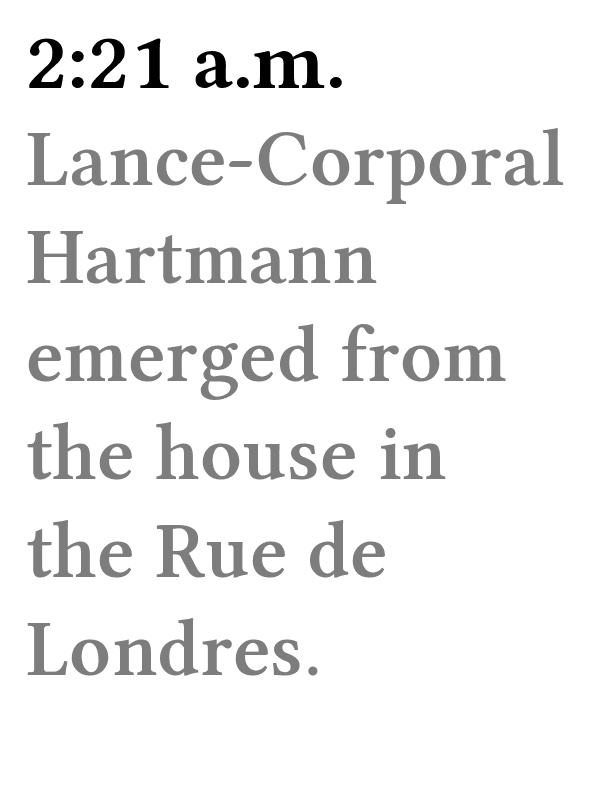 2:21 a.m.
Lance-Corporal
Hartmann
emerged from
the house in
the Rue de
Londres.